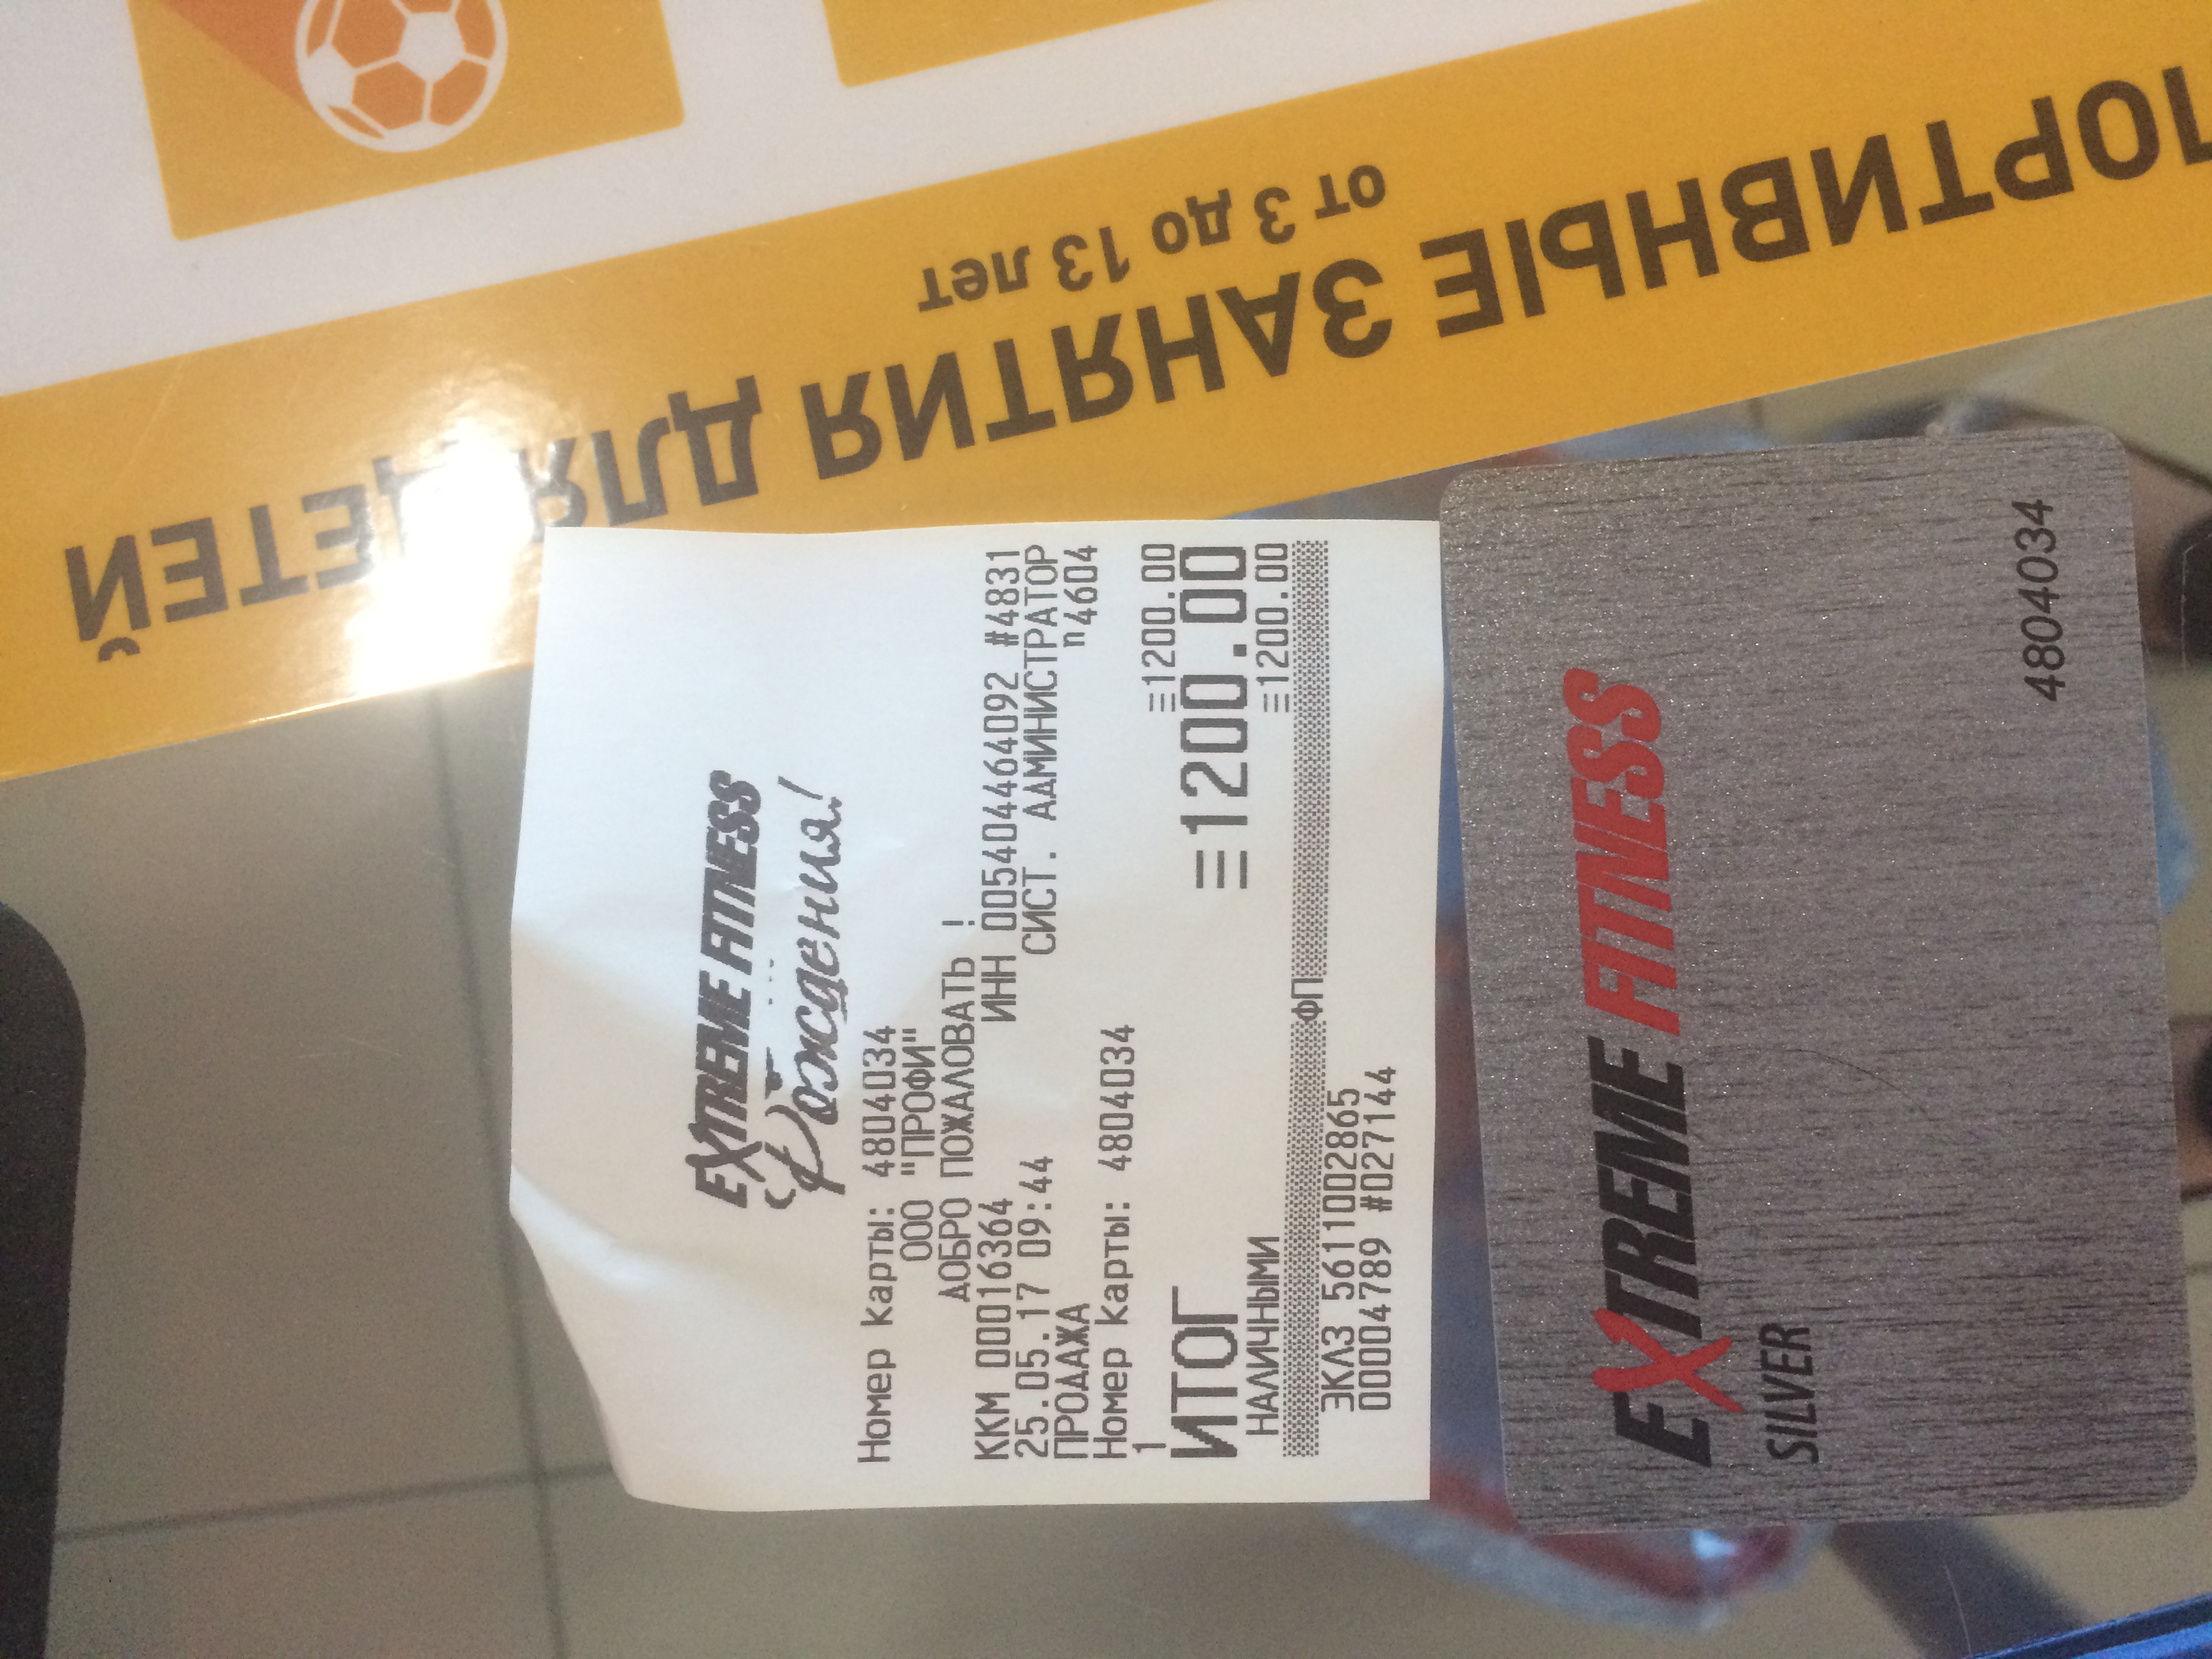 EXTREME FITNESS
Рождения!
Номер карты: 4804034
ООО "ПРОФИ"
ДОБРО ПОЖАЛОВАТЬ !
ККМ 00016364 ИНН 005404464092 #4831
25.05.17 09:44 СИСТ. АДМИНИСТРАТОР
ПРОДАЖА n4604
Номер карты: 4804034
1 ≡1200.00
ИТОГ ≡1200.00
НАЛИЧНЫМИ ≡1200.00
ФП
ЭКЛЗ 5611002865
00004789 #027144
EXTREME FITNESS
SILVER
4804034
ПОРТИВНЫЕ ЗАНЯТИЯ ДЛЯ ДЕТЕЙ
от 3 до 13 лет